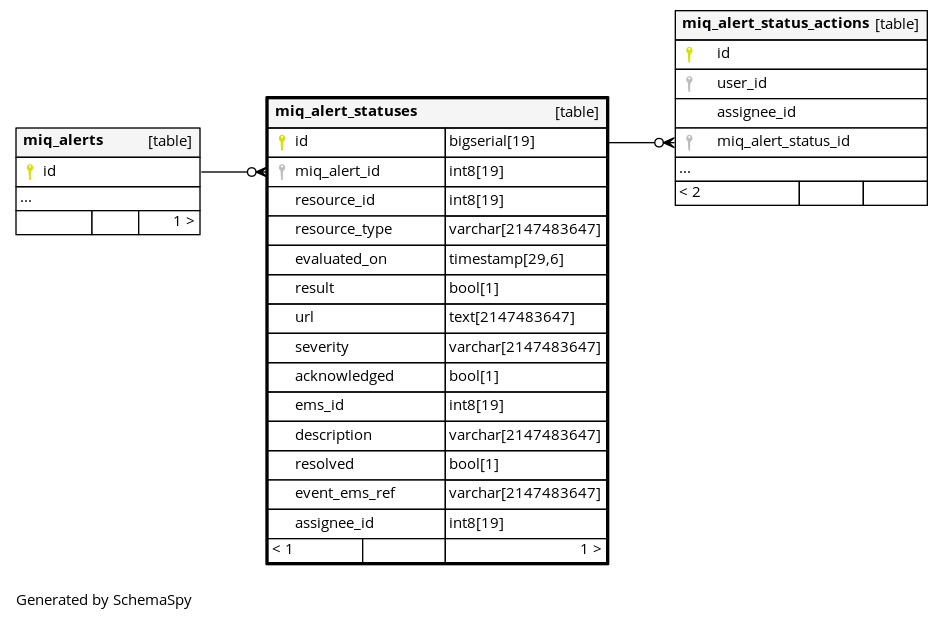 miq_alerts [table]
id
...
1 >
miq_alert_statuses [table]
id bigserial[19]
miq_alert_id int8[19]
resource_id int8[19]
resource_type varchar[2147483647]
evaluated_on timestamp[29,6]
result bool[1]
url text[2147483647]
severity varchar[2147483647]
acknowledged bool[1]
ems_id int8[19]
description varchar[2147483647]
resolved bool[1]
event_ems_ref varchar[2147483647]
assignee_id int8[19]
< 1 1 >
miq_alert_status_actions [table]
id
user_id
assignee_id
miq_alert_status_id
...
< 2
Generated by SchemaSpy